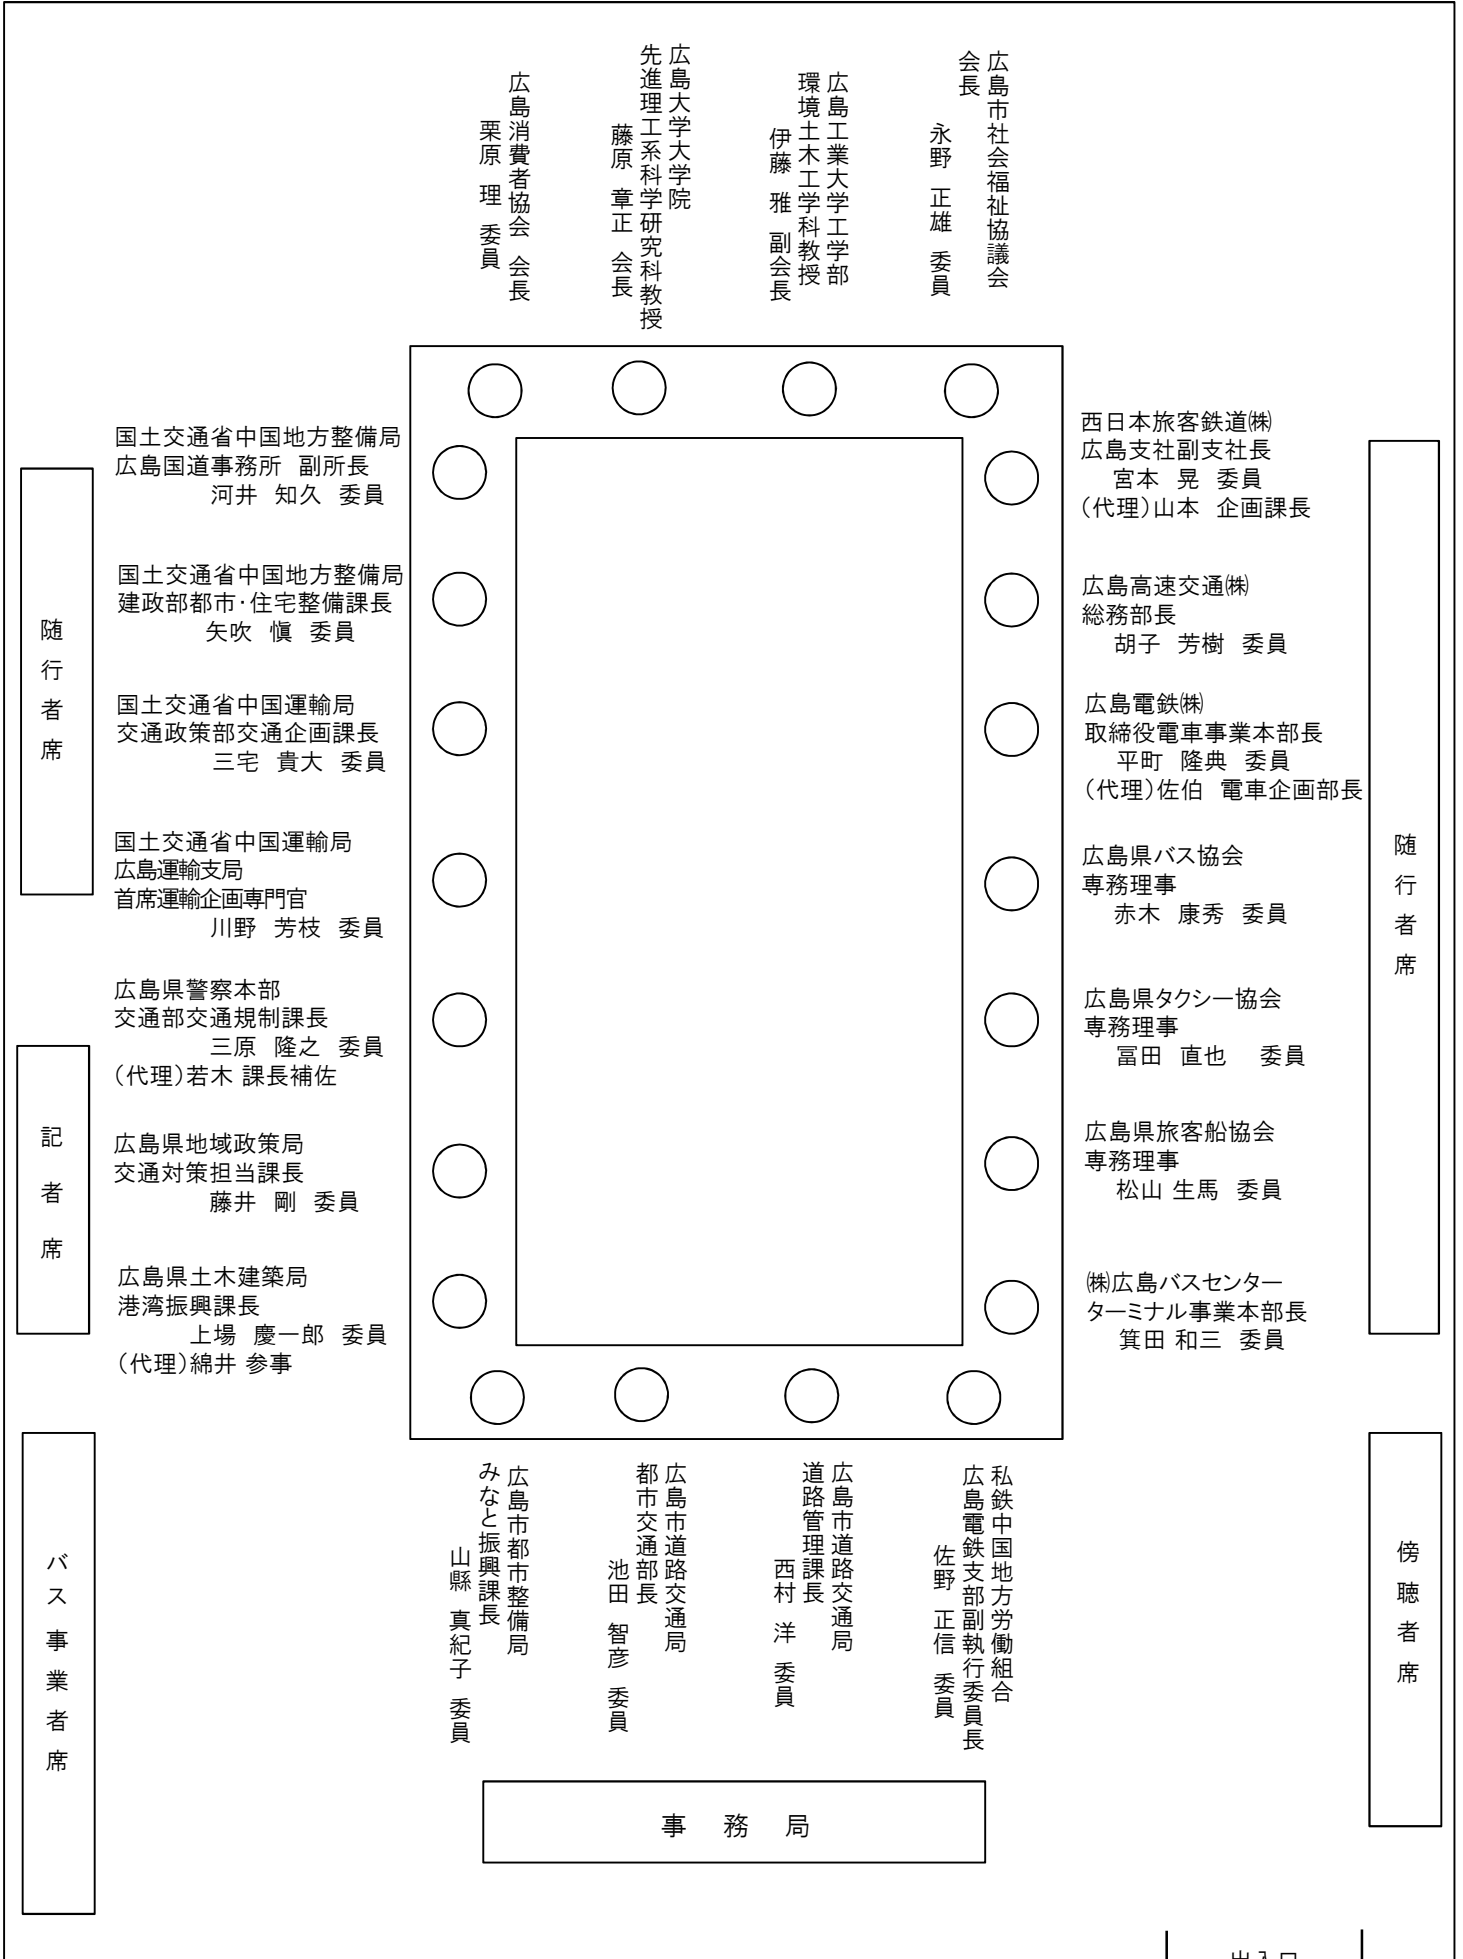 広島市社会福祉協議会
会長
永野 正雄 委員
広島工業大学工学部
環境土木工学科教授
伊藤 雅 副会長
広島大学大学院
先進理工系科学研究科教授
藤原 章正 会長
広島消費者協会 会長
栗原 理 委員
国土交通省中国地方整備局
広島国道事務所 副所長
河井 知久 委員
国土交通省中国地方整備局
建政部都市・住宅整備課長
矢吹 愼 委員
国土交通省中国運輸局
交通政策部交通企画課長
三宅 貴大 委員
国土交通省中国運輸局
広島運輸支局
首席運輸企画専門官
川野 芳枝 委員
広島県警察本部
交通部交通規制課長
三原 隆之 委員
（代理）若木 課長補佐
広島県地域政策局
交通対策担当課長
藤井 剛 委員
広島県土木建築局
港湾振興課長
上場 慶一郎 委員
（代理）綿井 参事
西日本旅客鉄道㈱
広島支社副支社長
宮本 晃 委員
（代理）山本 企画課長
広島高速交通㈱
総務部長
胡子 芳樹 委員
広島電鉄㈱
取締役電車事業本部長
平町 隆典 委員
（代理）佐伯 電車企画部長
広島県バス協会
専務理事
赤木 康秀 委員
広島県タクシー協会
専務理事
冨田 直也 委員
広島県旅客船協会
専務理事
松山 生馬 委員
㈱広島バスセンター
ターミナル事業本部長
箕田 和三 委員
私鉄中国地方労働組合
広島電鉄支部副執行委員長
佐野 正信 委員
広島市道路交通局
道路管理課長
西村 洋 委員
広島市道路交通局
都市交通部長
池田 智彦 委員
広島市都市整備局
みなと振興課長
山縣 真紀子 委員
随行者席
記者席
バス事業者席
随行者席
傍聴者席
事務局
出入口